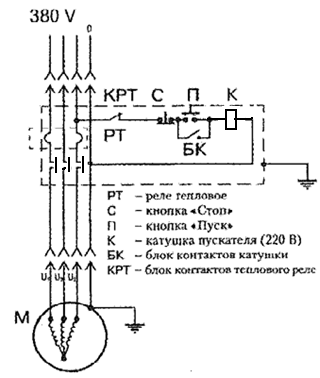 380 V
0
КРТ С П К
РТ
БК
РТ – реле тепловое
С – кнопка «Стоп»
П – кнопка «Пуск»
К – катушка пускателя (220 В)
БК – блок контактов катушки
КРТ – блок контактов теплового реле
М